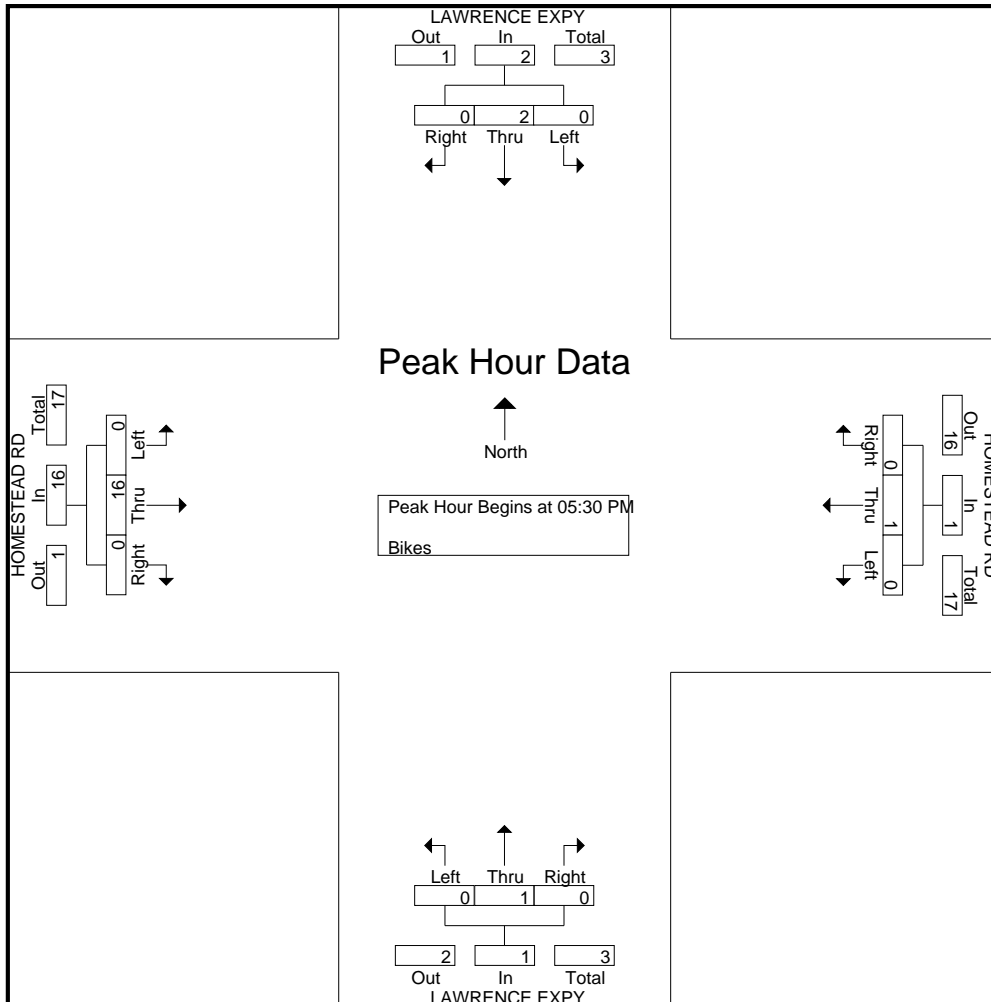 LAWRENCE EXPY
Out In Total
1 2 3
0 2 0
Right Thru Left
Peak Hour Data
North
Peak Hour Begins at 05:30 PM
Bikes
HOMESTEAD RD
Total In Out
17 16 1
0 16 0
Left Thru Right
HOMESTEAD RD
Out In Total
16 1 17
0 1 0
Right Thru Left
Left Thru Right
0 1 0
2 1 3
Out In Total
LAWRENCE EXPY